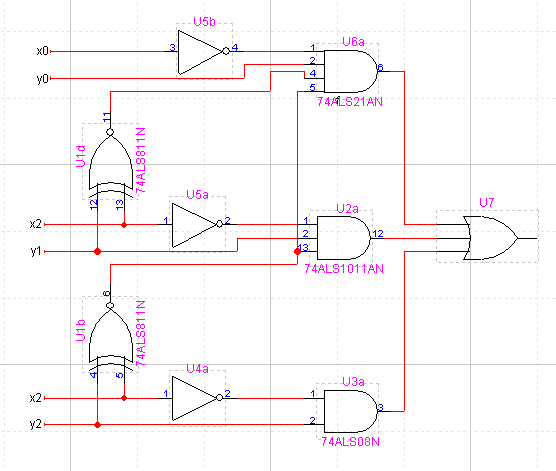 U5b
x0 3 4 1 U6a
2 6
y0 4
5
74ALS21AN
11
U1d 74ALS811N
12 13 U5a
x2 1 2 1 U2a U7
2 12
y1 13
74ALS1011AN
6
U1b 74ALS811N
4 5 U4a
x2 1 2 1 U3a
3
y2 2
74ALS08N